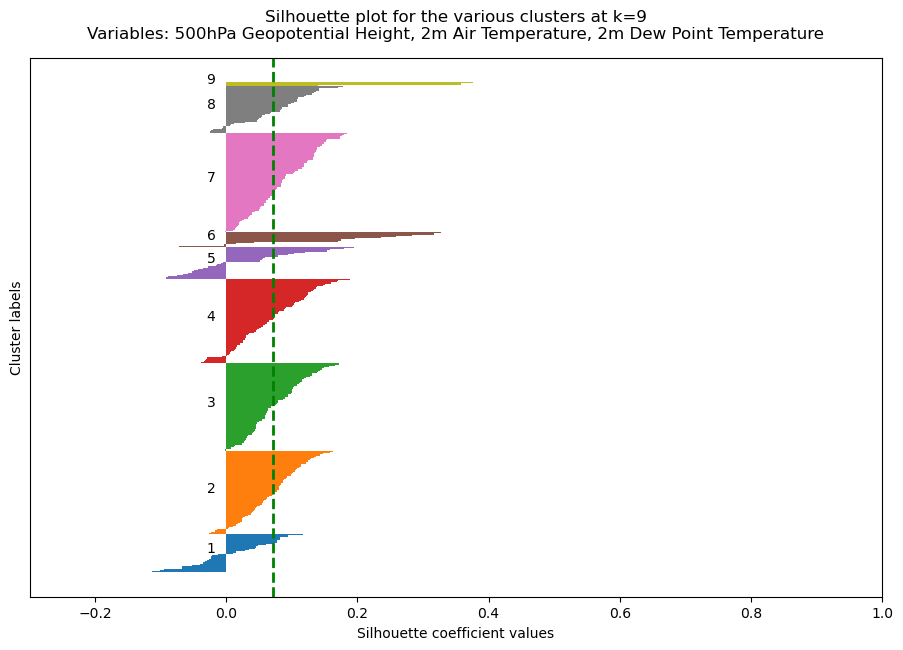 Silhouette plot for the various clusters at k=9
Variables: 500hPa Geopotential Height, 2m Air Temperature, 2m Dew Point Temperature
Cluster labels
9
8
7
6
5
4
3
2
1
−0.2 0.0 0.2 0.4 0.6 0.8 1.0
Silhouette coefficient values